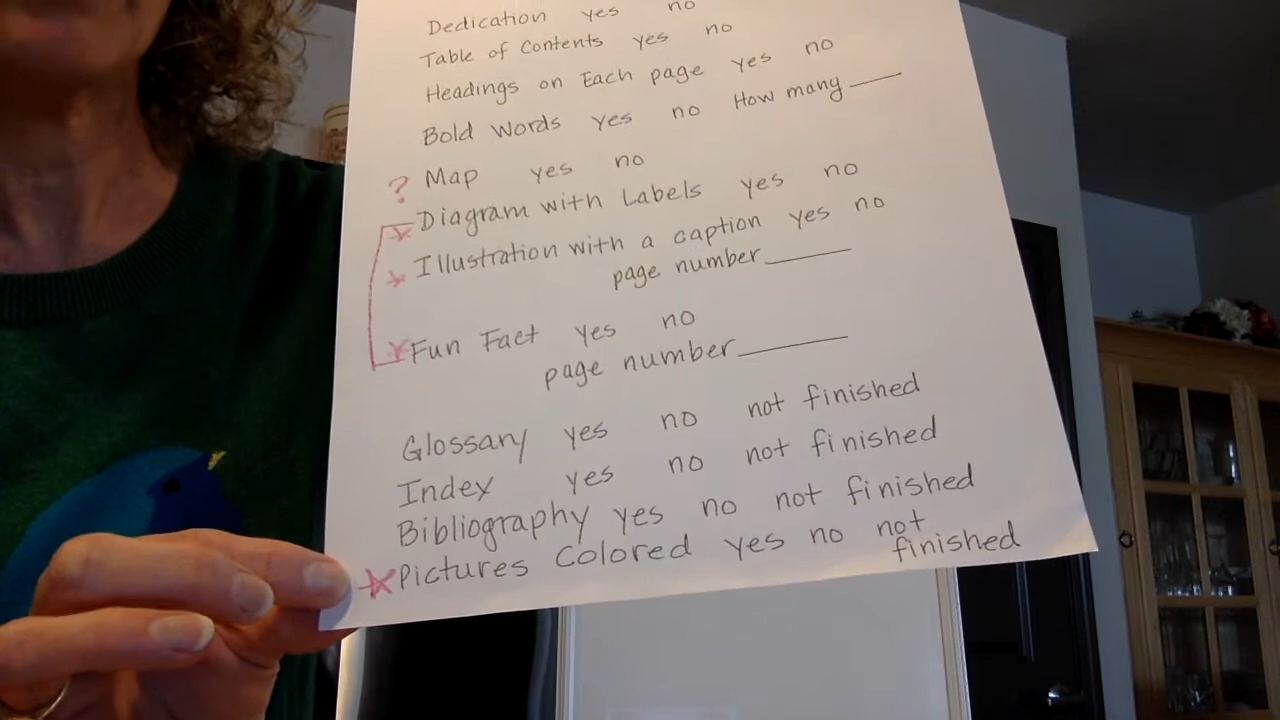 Dedication yes no
Table of Contents yes no
Headings on Each page yes no
Bold Words yes no How many ____
? Map yes no
Diagram with Labels yes no
Illustration with a caption yes no
page number ____
Fun Fact yes no
page number ____
Glossary yes no not finished
Index yes no not finished
Bibliography yes no not finished
Pictures Colored yes no not
finished